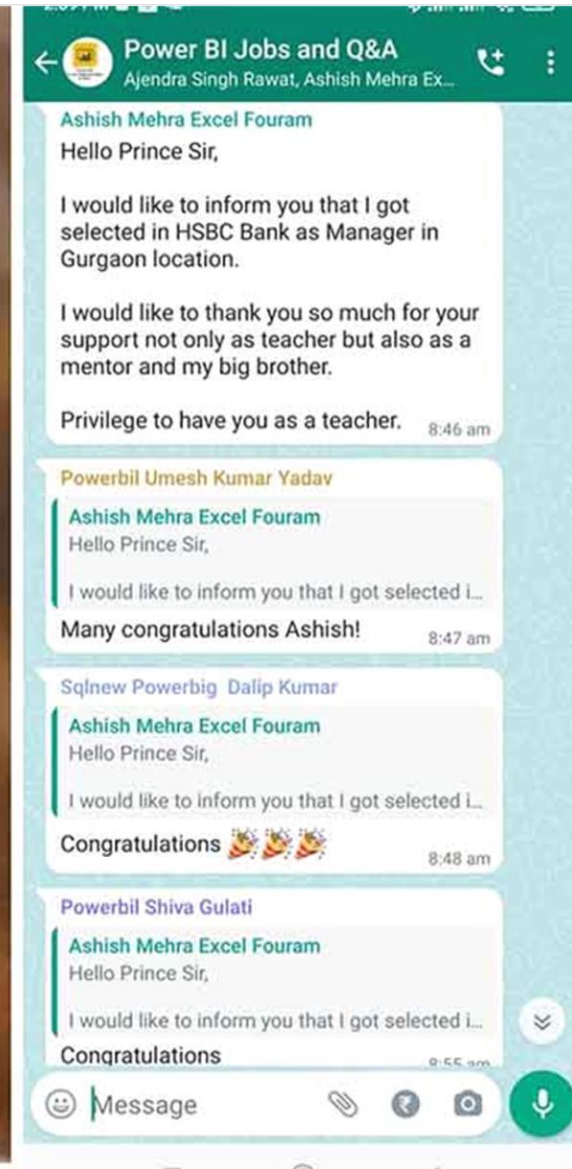 Power BI Jobs and Q&A
Ajendra Singh Rawat, Ashish Mehra Ex...
Ashish Mehra Excel Fouram
Hello Prince Sir,
I would like to inform you that I got
selected in HSBC Bank as Manager in
Gurgaon location.
I would like to thank you so much for your
support not only as teacher but also as a
mentor and my big brother.
Privilege to have you as a teacher. 8:46 am
Powerbil Umesh Kumar Yadav
Ashish Mehra Excel Fouram
Hello Prince Sir,
I would like to inform you that I got selected i...
Many congratulations Ashish! 8:47 am
Sqlnew Powerbig Dalip Kumar
Ashish Mehra Excel Fouram
Hello Prince Sir,
I would like to inform you that I got selected i...
Congratulations 🎉🎉🎉 8:48 am
Powerbil Shiva Gulati
Ashish Mehra Excel Fouram
Hello Prince Sir,
I would like to inform you that I got selected i...
Congratulations 8:55 am
Message